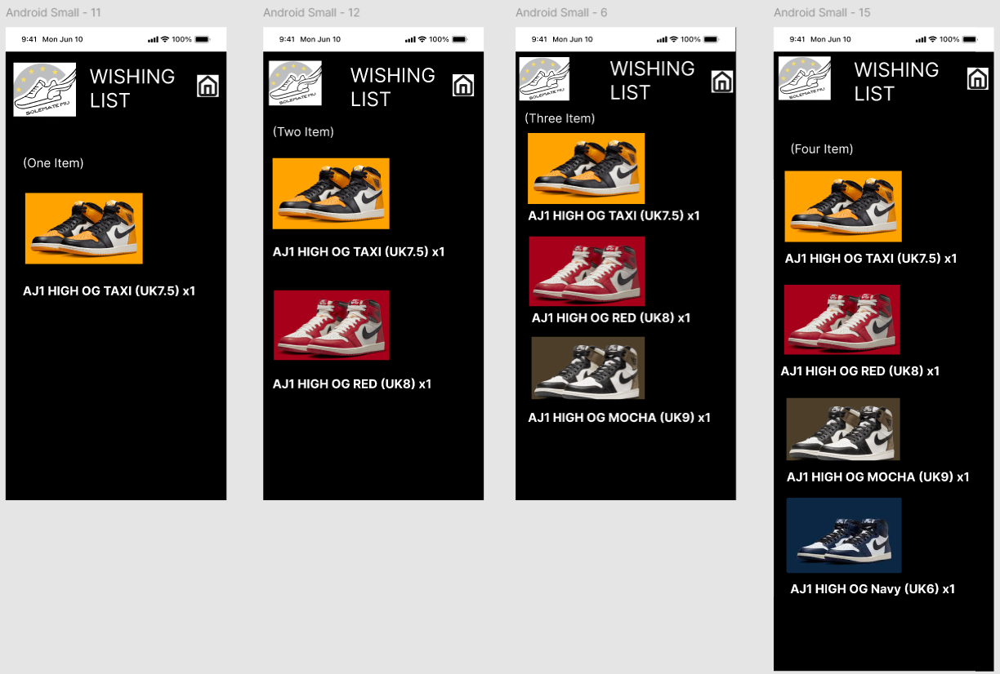 Android Small - 11
9:41 Mon Jun 10
100%
SOLEMATE MU
WISHING
LIST
(One Item)
AJ1 HIGH OG TAXI (UK7.5) x1
Android Small - 12
9:41 Mon Jun 10
100%
SOLEMATE MU
WISHING
LIST
(Two Item)
AJ1 HIGH OG TAXI (UK7.5) x1
AJ1 HIGH OG RED (UK8) x1
Android Small - 6
9:41 Mon Jun 10
100%
SOLEMATE MU
WISHING
LIST
(Three Item)
AJ1 HIGH OG TAXI (UK7.5) x1
AJ1 HIGH OG RED (UK8) x1
AJ1 HIGH OG MOCHA (UK9) x1
Android Small - 15
9:41 Mon Jun 10
100%
SOLEMATE MU
WISHING
LIST
(Four Item)
AJ1 HIGH OG TAXI (UK7.5) x1
AJ1 HIGH OG RED (UK8) x1
AJ1 HIGH OG MOCHA (UK9) x1
AJ1 HIGH OG Navy (UK6) x1